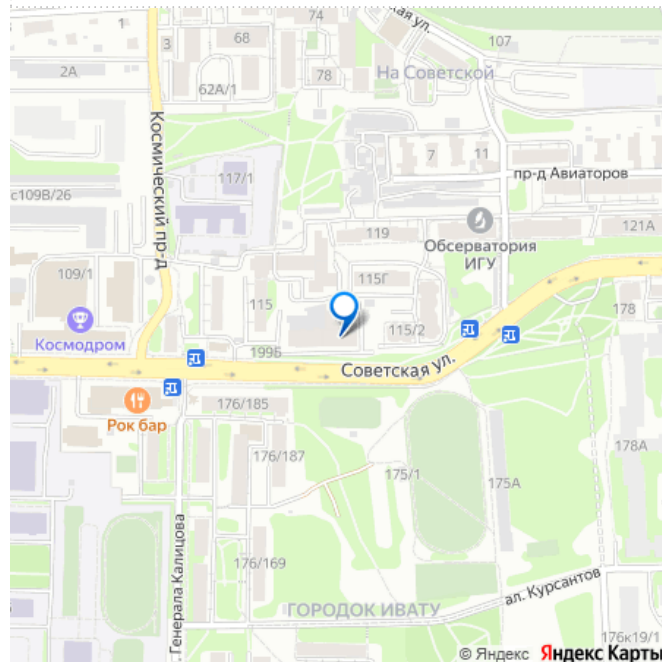 74
68
3
ая ул.
107
2А
78
На Советской
62А/1
Космический пр-д
7
11
117/1
пр-д Авиаторов
с109В/26
119
121А
Обсерватория
ИГУ
109/1
115Г
115
178
Космодром
115/2
199Б
Советская ул.
Рок бар
176/185
176/187
178А
175/1
175А
Генерала Калицова
176/169
ал. Курсантов
ГОРОДОК ИВАТУ
176к19/1
© Яндекс Яндекс Карты